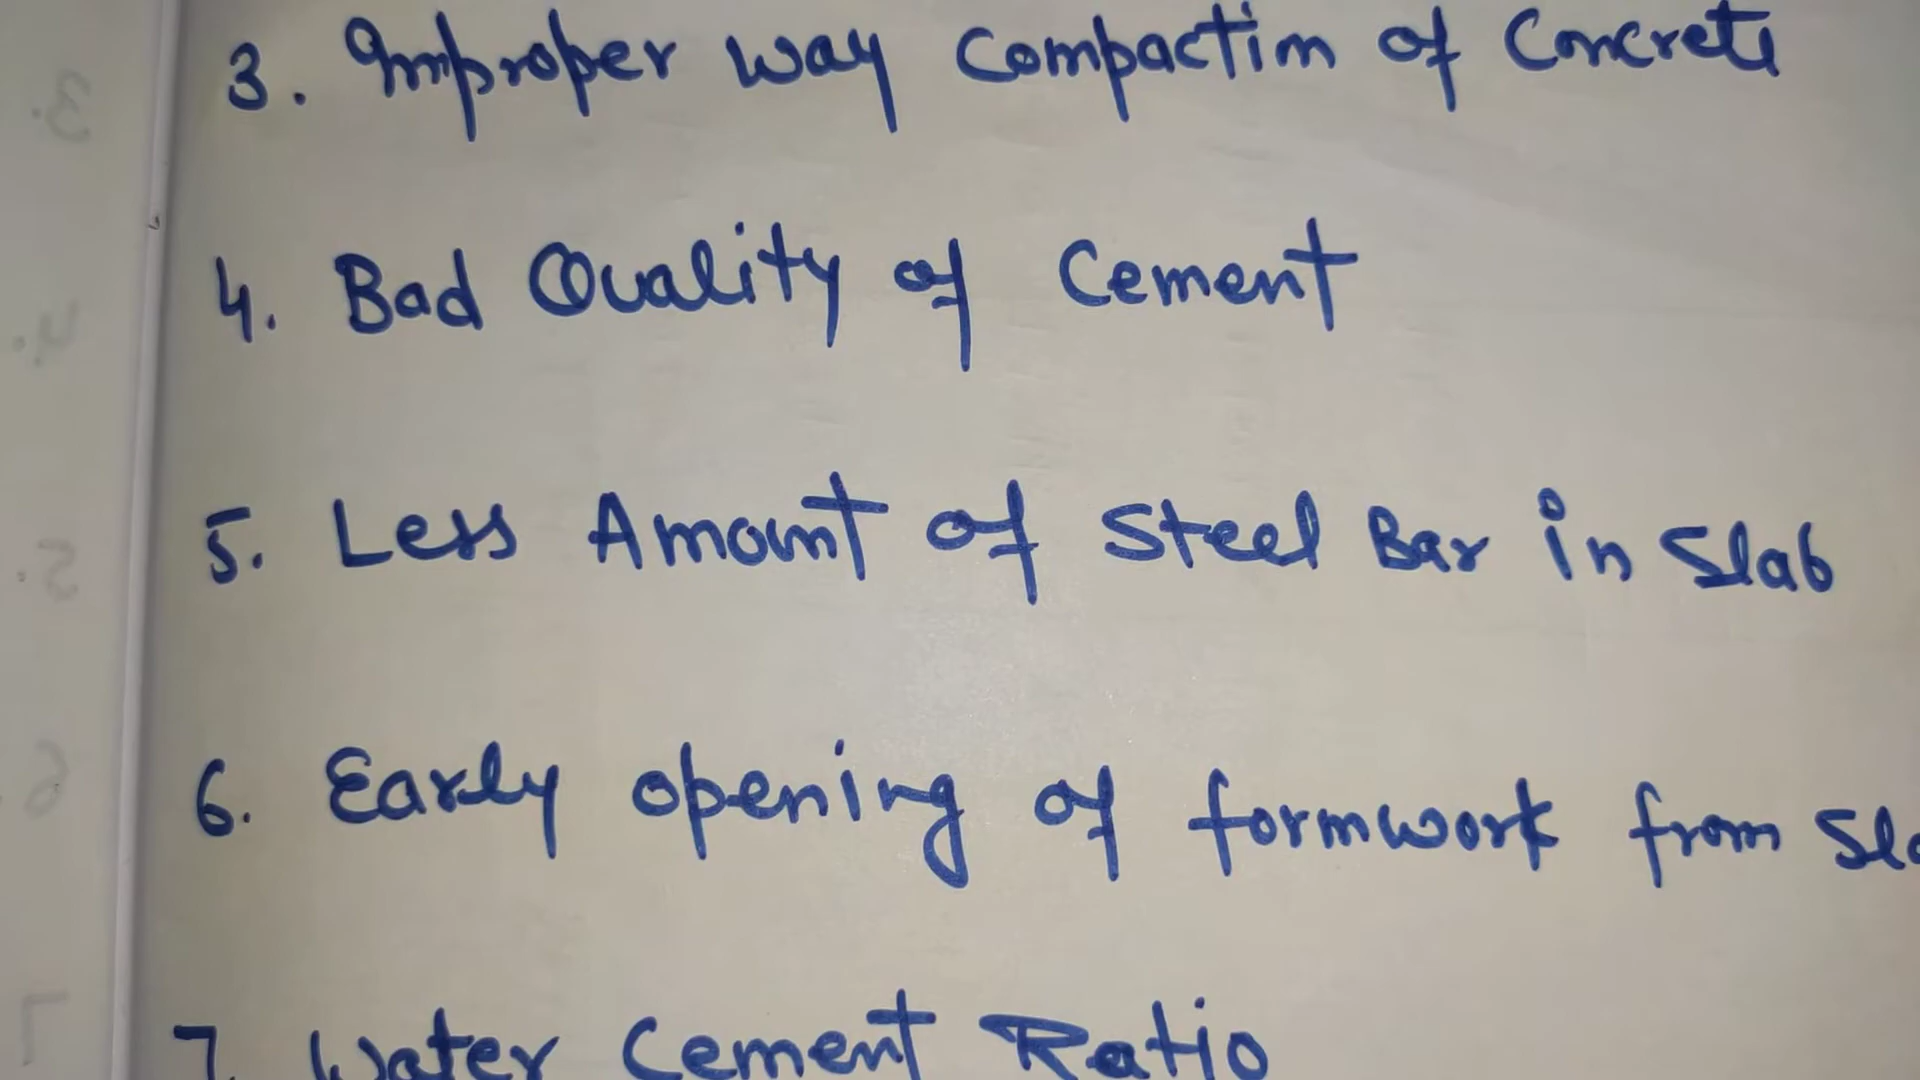 3. Improper way Compaction of Concrete
4. Bad Quality of Cement
5. Less Amount of Steel Bar in Slab
6. Early opening of formwork from
7. Water Cement Ratio